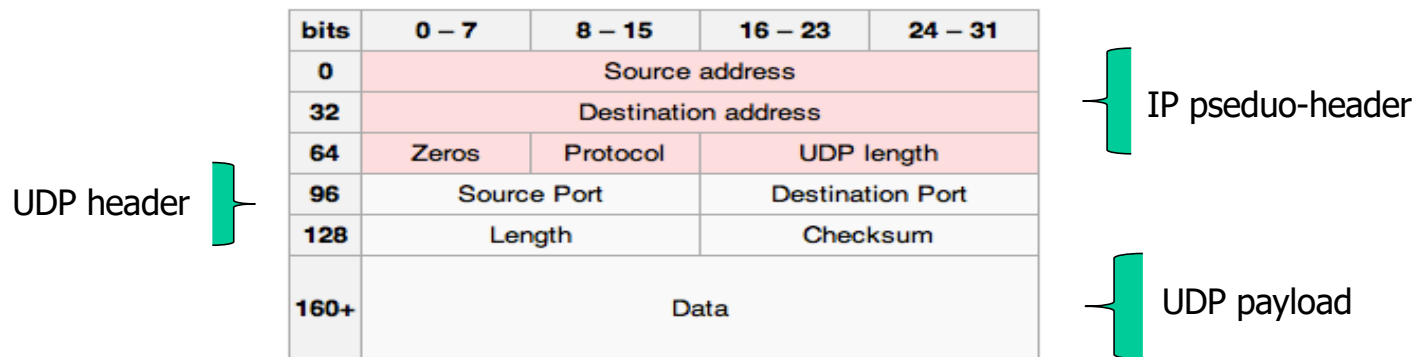 bits 0 – 7 8 – 15 16 – 23 24 – 31
0 Source address
32 Destination address
IP pseduo-header
64 Zeros Protocol UDP length
UDP header
96 Source Port Destination Port
128 Length Checksum
160+ Data
UDP payload